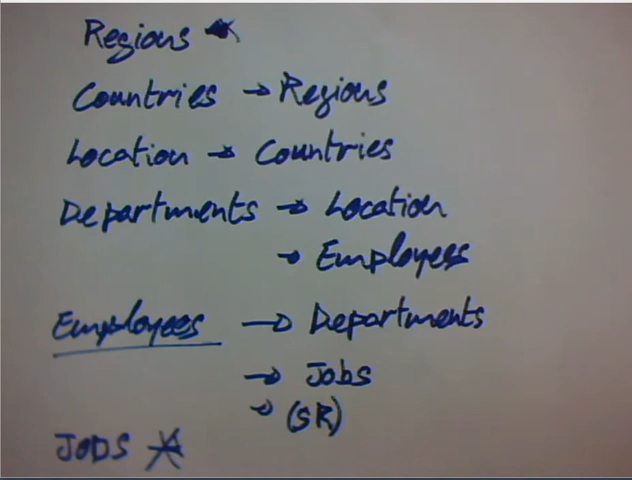 Regions
Countries → Regions
Location → Countries
Departments → Location
→ Employees
Employees → Departments
→ Jobs
→ (SR)
JOBS *